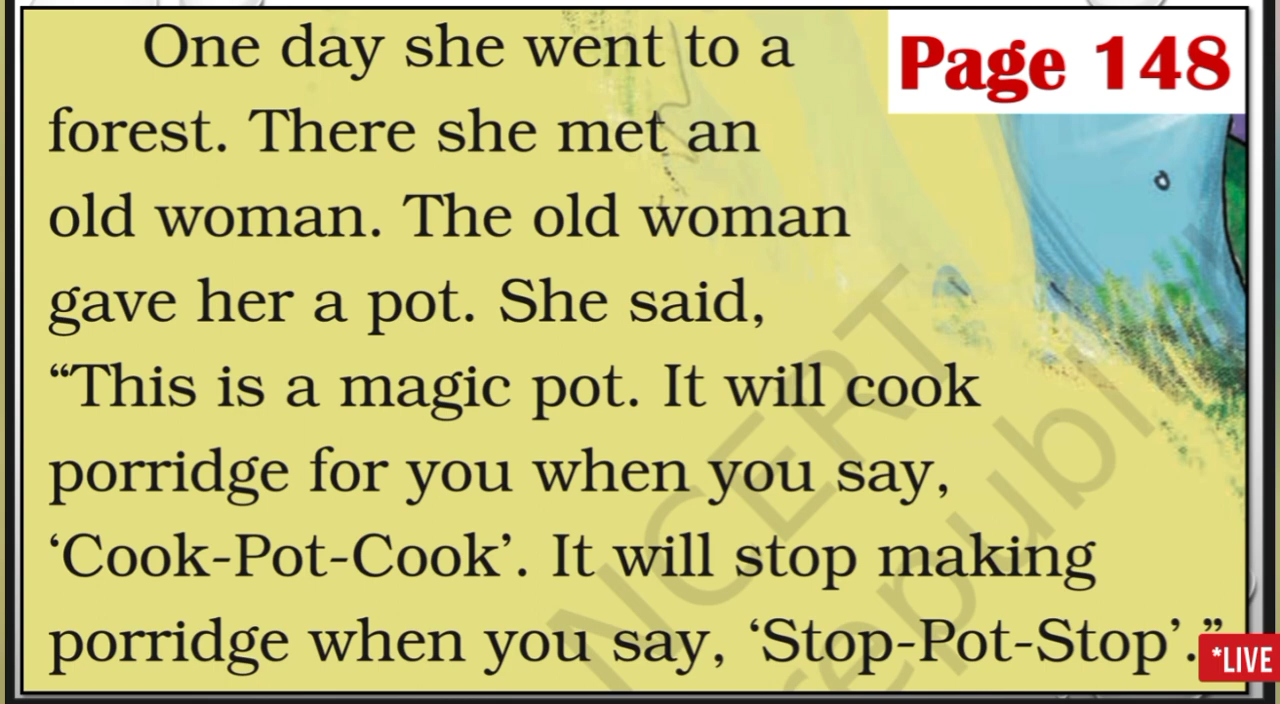 One day she went to a
Page 148
forest. There she met an
old woman. The old woman
gave her a pot. She said,
“This is a magic pot. It will cook
porridge for you when you say,
‘Cook-Pot-Cook’. It will stop making
porridge when you say, ‘Stop-Pot-Stop’.”
*LIVE
NCERT
republi